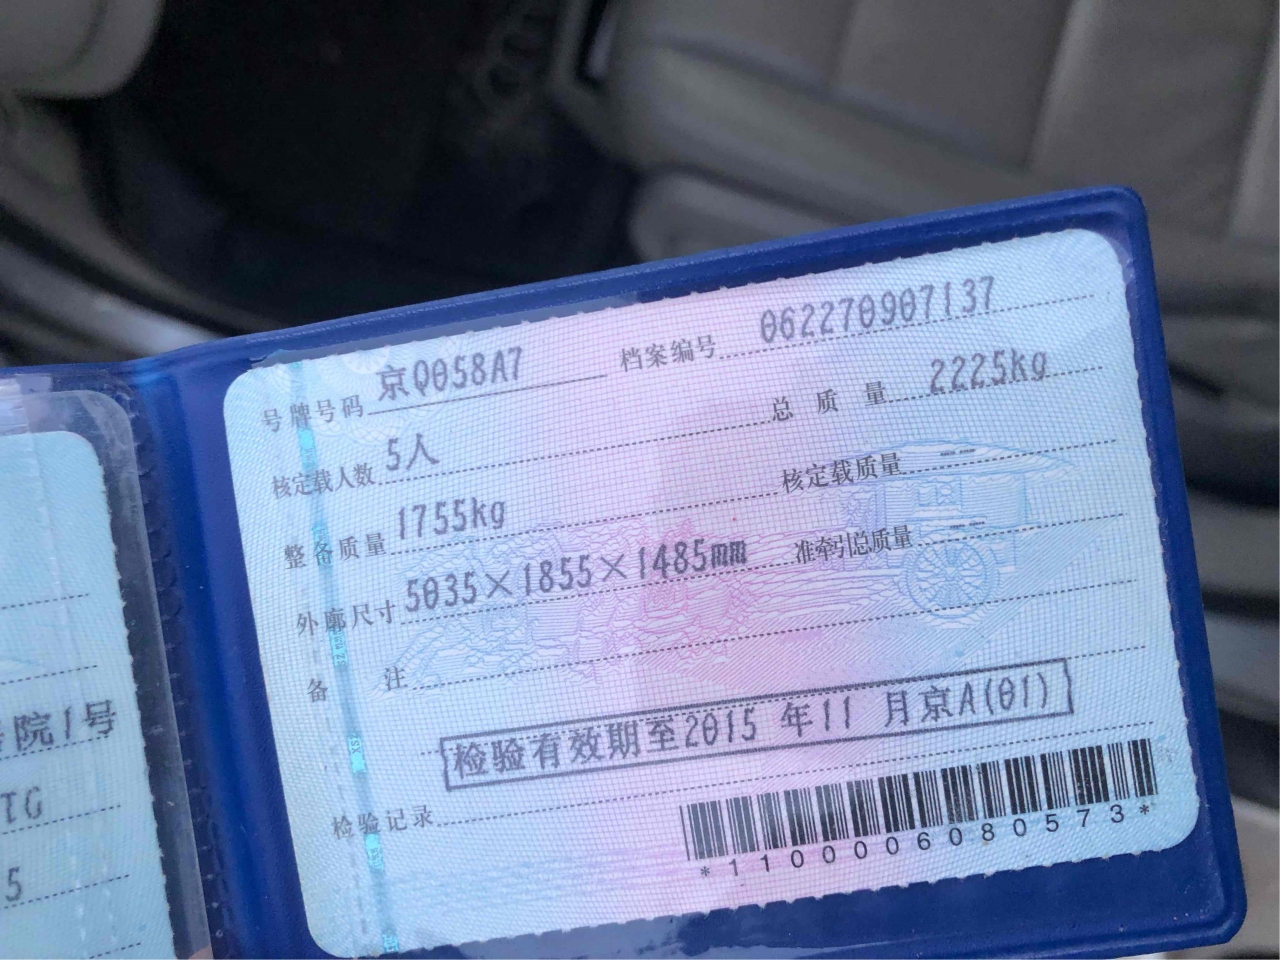 号牌号码 京Q058A7 档案编号 062270907137
核定载人数 5人 总质量 2225kg
整备质量 1755kg 核定载质量 --
外廓尺寸 5035×1855×1485mm 准牵引总质量 --
备注
检验有效期至2015 年11 月京A(01)
检验记录
*1100006080573*
院1号
TG
5